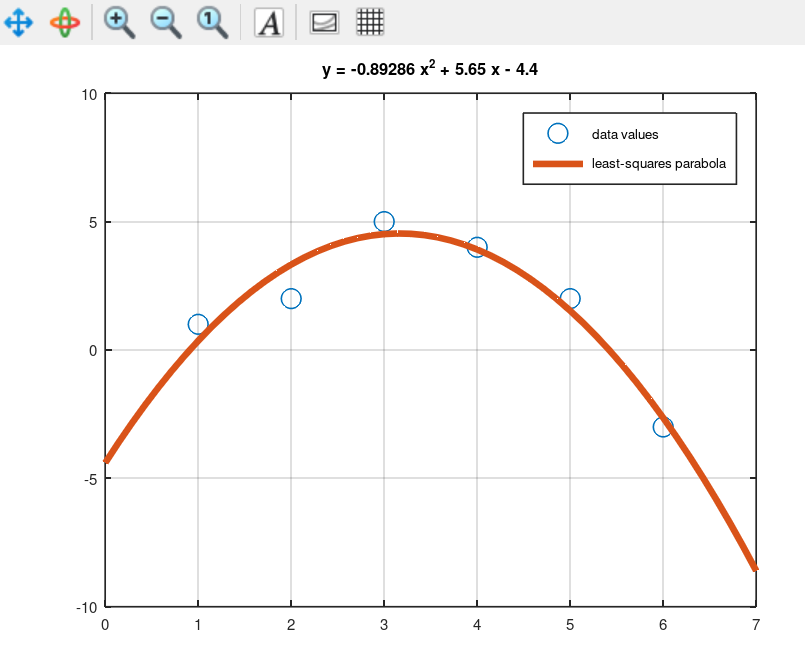 1
A
y = -0.89286 x² + 5.65 x - 4.4
data values
least-squares parabola
10
5
0
-5
-10
0 1 2 3 4 5 6 7